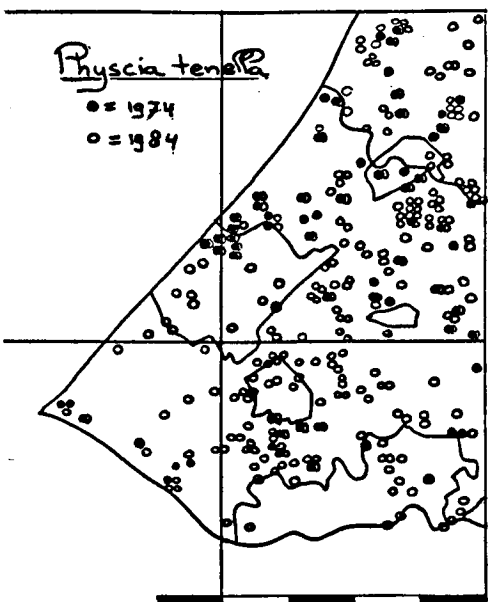 Physcia tenella
● = 1974
○ = 1984